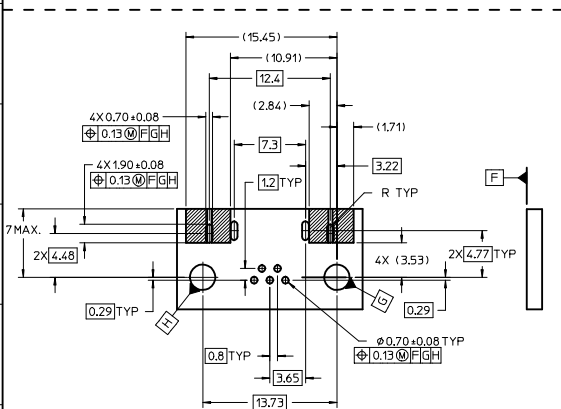 (15.45)
(10.91)
12.4
4X 0.70 ±0.08
(2.84)
(1.71)
⌖ 0.13 Ⓜ F G H
7.3
4X 1.90 ±0.08
3.22
⌖ 0.13 Ⓜ F G H
1.2 TYP
R TYP
F
7 MAX.
2X 4.48
4X (3.53)
2X 4.77 TYP
0.29 TYP
H
G
0.29
Ø 0.70 ±0.08 TYP
0.8 TYP
⌖ 0.13 Ⓜ F G H
3.65
13.73